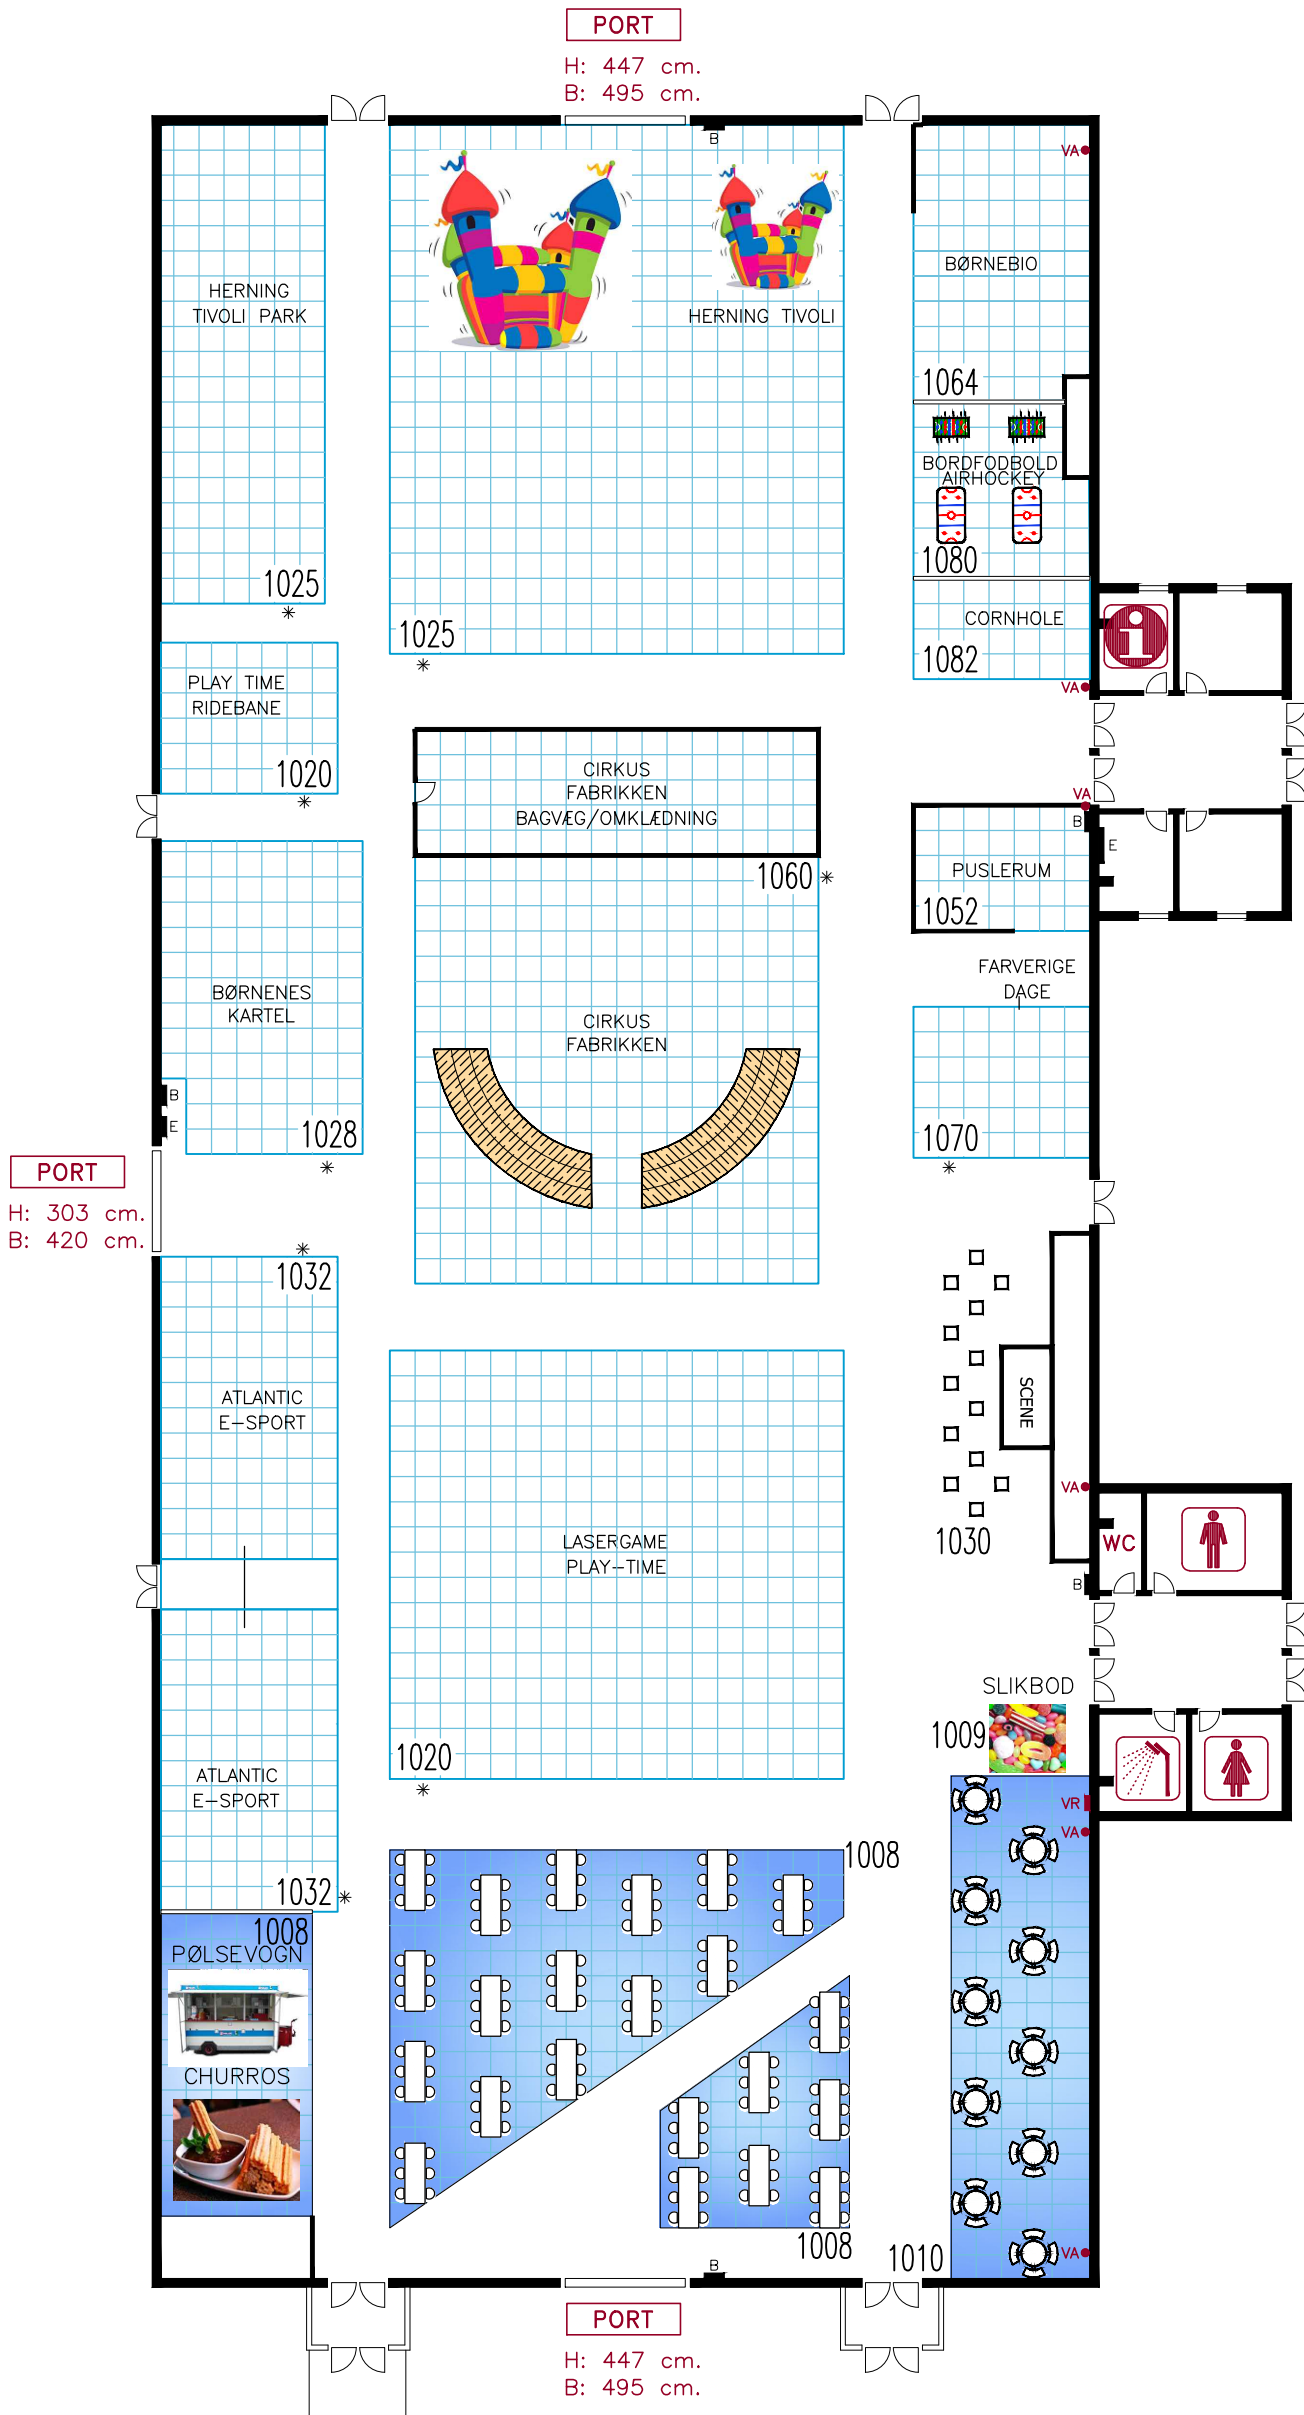 PORT
H: 447 cm.
B: 495 cm.
B
VA
BØRNEBIO
HERNING
TIVOLI PARK
HERNING TIVOLI
1064
BORDFODBOLD
AIRHOCKEY
1080
1025
CORNHOLE
1025
1082
VA
PLAY TIME
RIDEBANE
1020
CIRKUS
FABRIKKEN
BAGVÆG/OMKLÆDNING
VA
B
E
1060
PUSLERUM
1052
FARVERIGE
DAGE
BØRNENES
KARTEL
CIRKUS
FABRIKKEN
B
E
1028
1070
PORT
H: 303 cm.
B: 420 cm.
1032
ATLANTIC
E-SPORT
SCENE
VA
1030
WC
B
LASERGAME
PLAY-TIME
SLIKBOD
1009
1020
ATLANTIC
E-SPORT
VR
VA
1008
1032
1008
PØLSEVOGN
CHURROS
1008
1010
VA
B
PORT
H: 447 cm.
B: 495 cm.